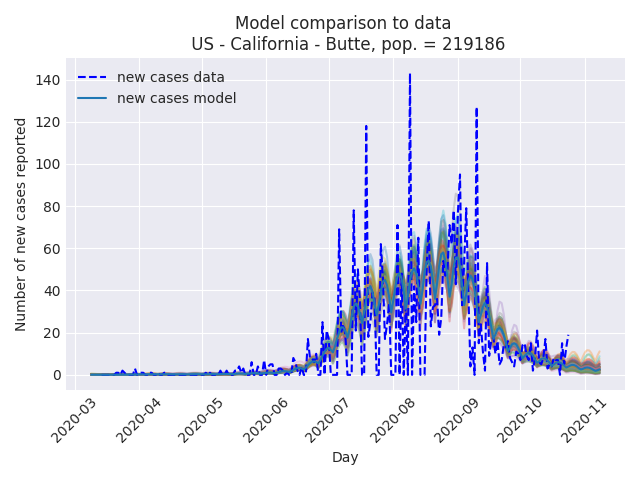 Model comparison to data
US - California - Butte, pop. = 219186
new cases data
new cases model
Number of new cases reported
140
120
100
80
60
40
20
0
2020-03
2020-04
2020-05
2020-06
2020-07
2020-08
2020-09
2020-10
2020-11
Day